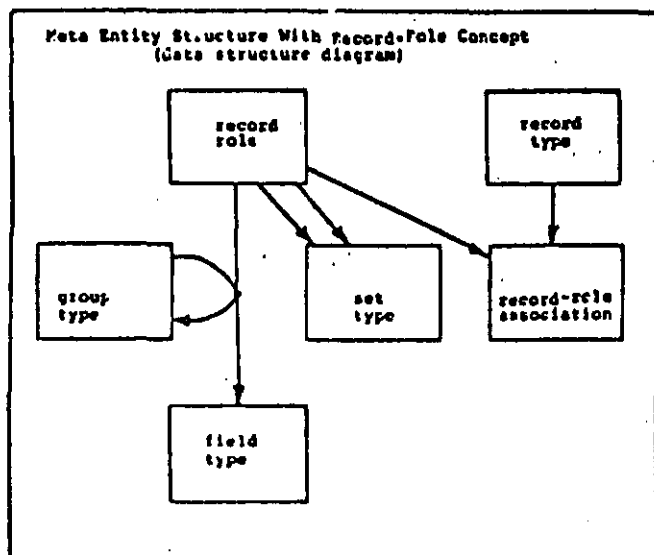 Meta Entity Structure With Record-Role Concept
(data structure diagram)
record
role
record
type
group
type
set
type
record-role
association
field
type